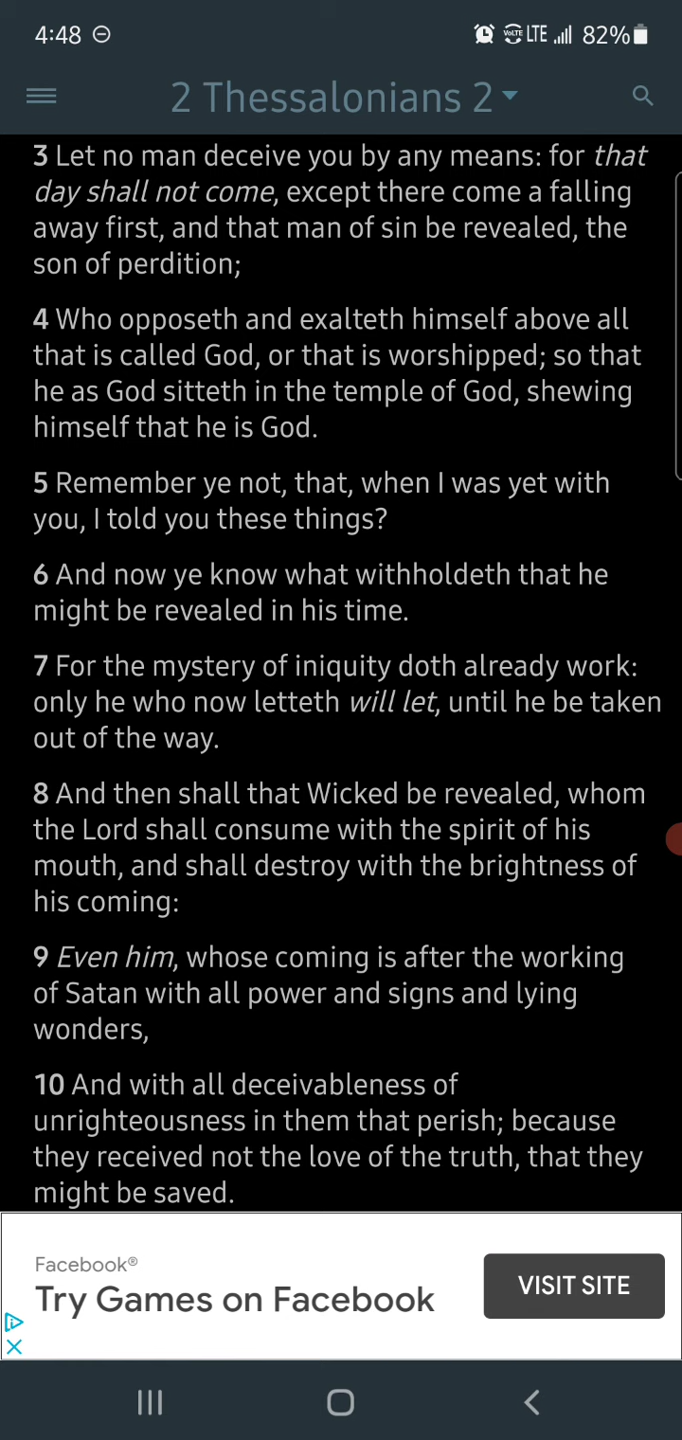 4:48
VoLTE LTE 82%
2 Thessalonians 2
3 Let no man deceive you by any means: for that
day shall not come, except there come a falling
away first, and that man of sin be revealed, the
son of perdition;
4 Who opposeth and exalteth himself above all
that is called God, or that is worshipped; so that
he as God sitteth in the temple of God, shewing
himself that he is God.
5 Remember ye not, that, when I was yet with
you, I told you these things?
6 And now ye know what withholdeth that he
might be revealed in his time.
7 For the mystery of iniquity doth already work:
only he who now letteth will let, until he be taken
out of the way.
8 And then shall that Wicked be revealed, whom
the Lord shall consume with the spirit of his
mouth, and shall destroy with the brightness of
his coming:
9 Even him, whose coming is after the working
of Satan with all power and signs and lying
wonders,
10 And with all deceivableness of
unrighteousness in them that perish; because
they received not the love of the truth, that they
might be saved.
Facebook®
Try Games on Facebook
VISIT SITE